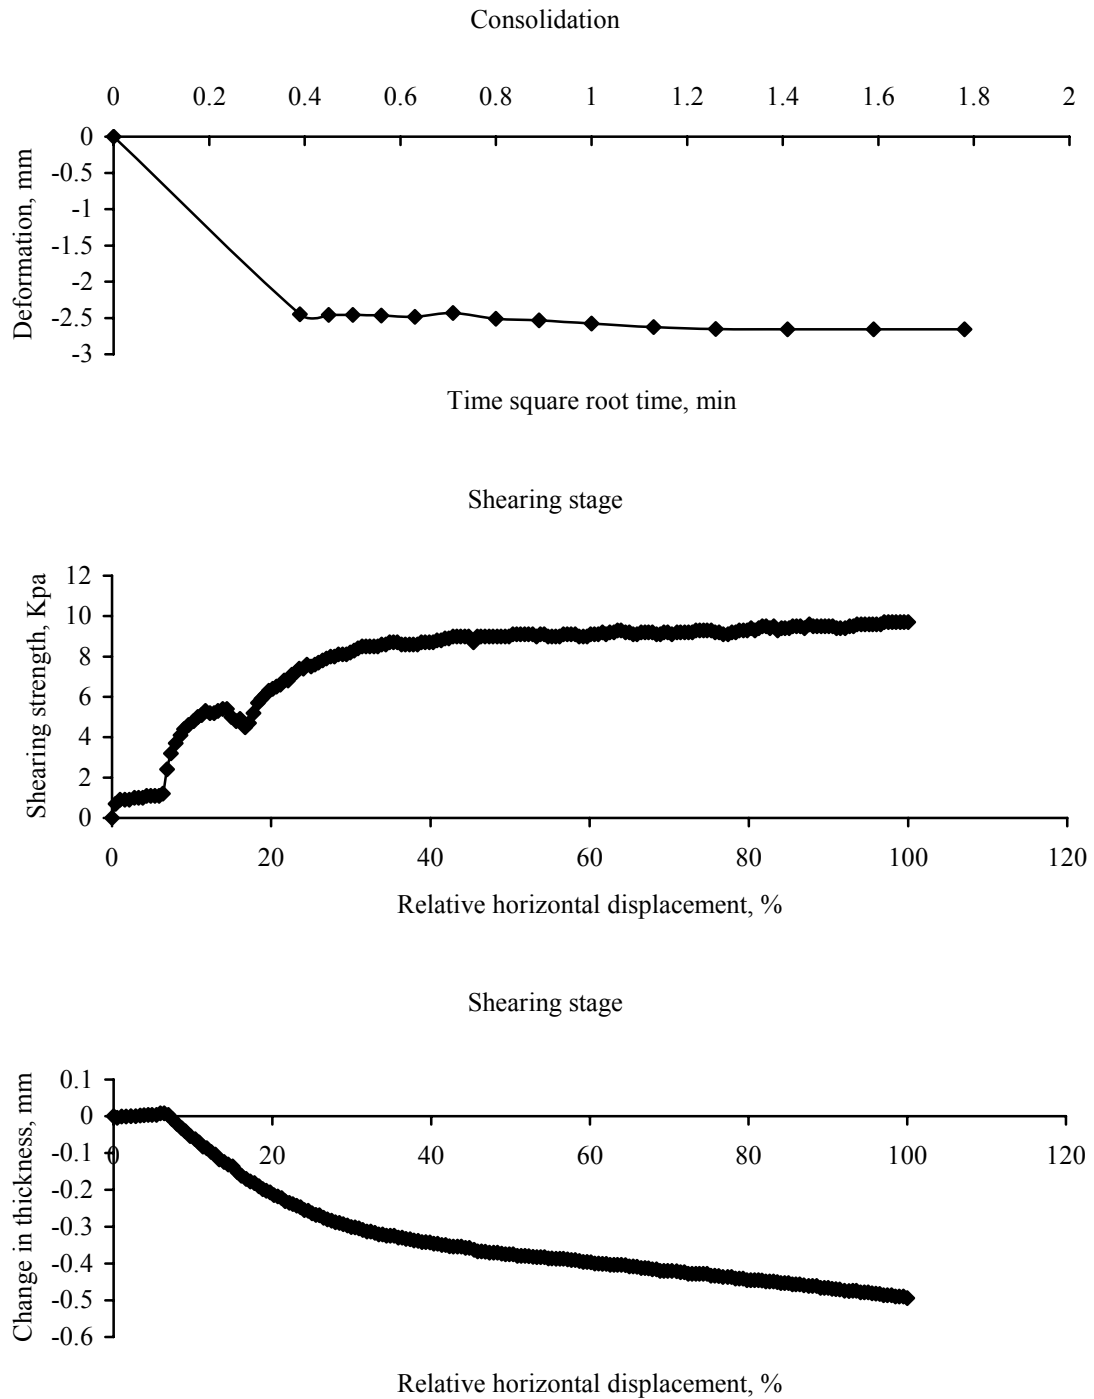 Consolidation
0 0.2 0.4 0.6 0.8 1 1.2 1.4 1.6 1.8 2
0
-0.5
-1
-1.5
-2
-2.5
-3
Deformation, mm
Time square root time, min
Shearing stage
12
10
8
6
4
2
0
Shearing strength, Kpa
0 20 40 60 80 100 120
Relative horizontal displacement, %
Shearing stage
0.1
0
-0.1
-0.2
-0.3
-0.4
-0.5
-0.6
Change in thickness, mm
0 20 40 60 80 100 120
Relative horizontal displacement, %